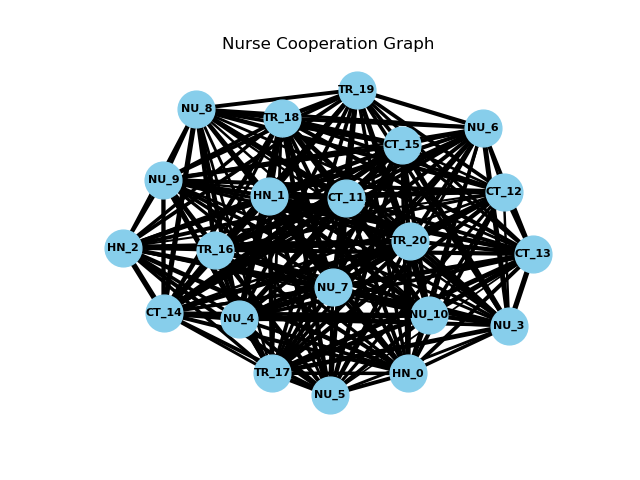 Nurse Cooperation Graph
TR_19
NU_8
TR_18
NU_6
CT_15
NU_9
CT_12
HN_1
CT_11
TR_20
HN_2
TR_16
CT_13
NU_7
CT_14
NU_10
NU_4
NU_3
TR_17
HN_0
NU_5